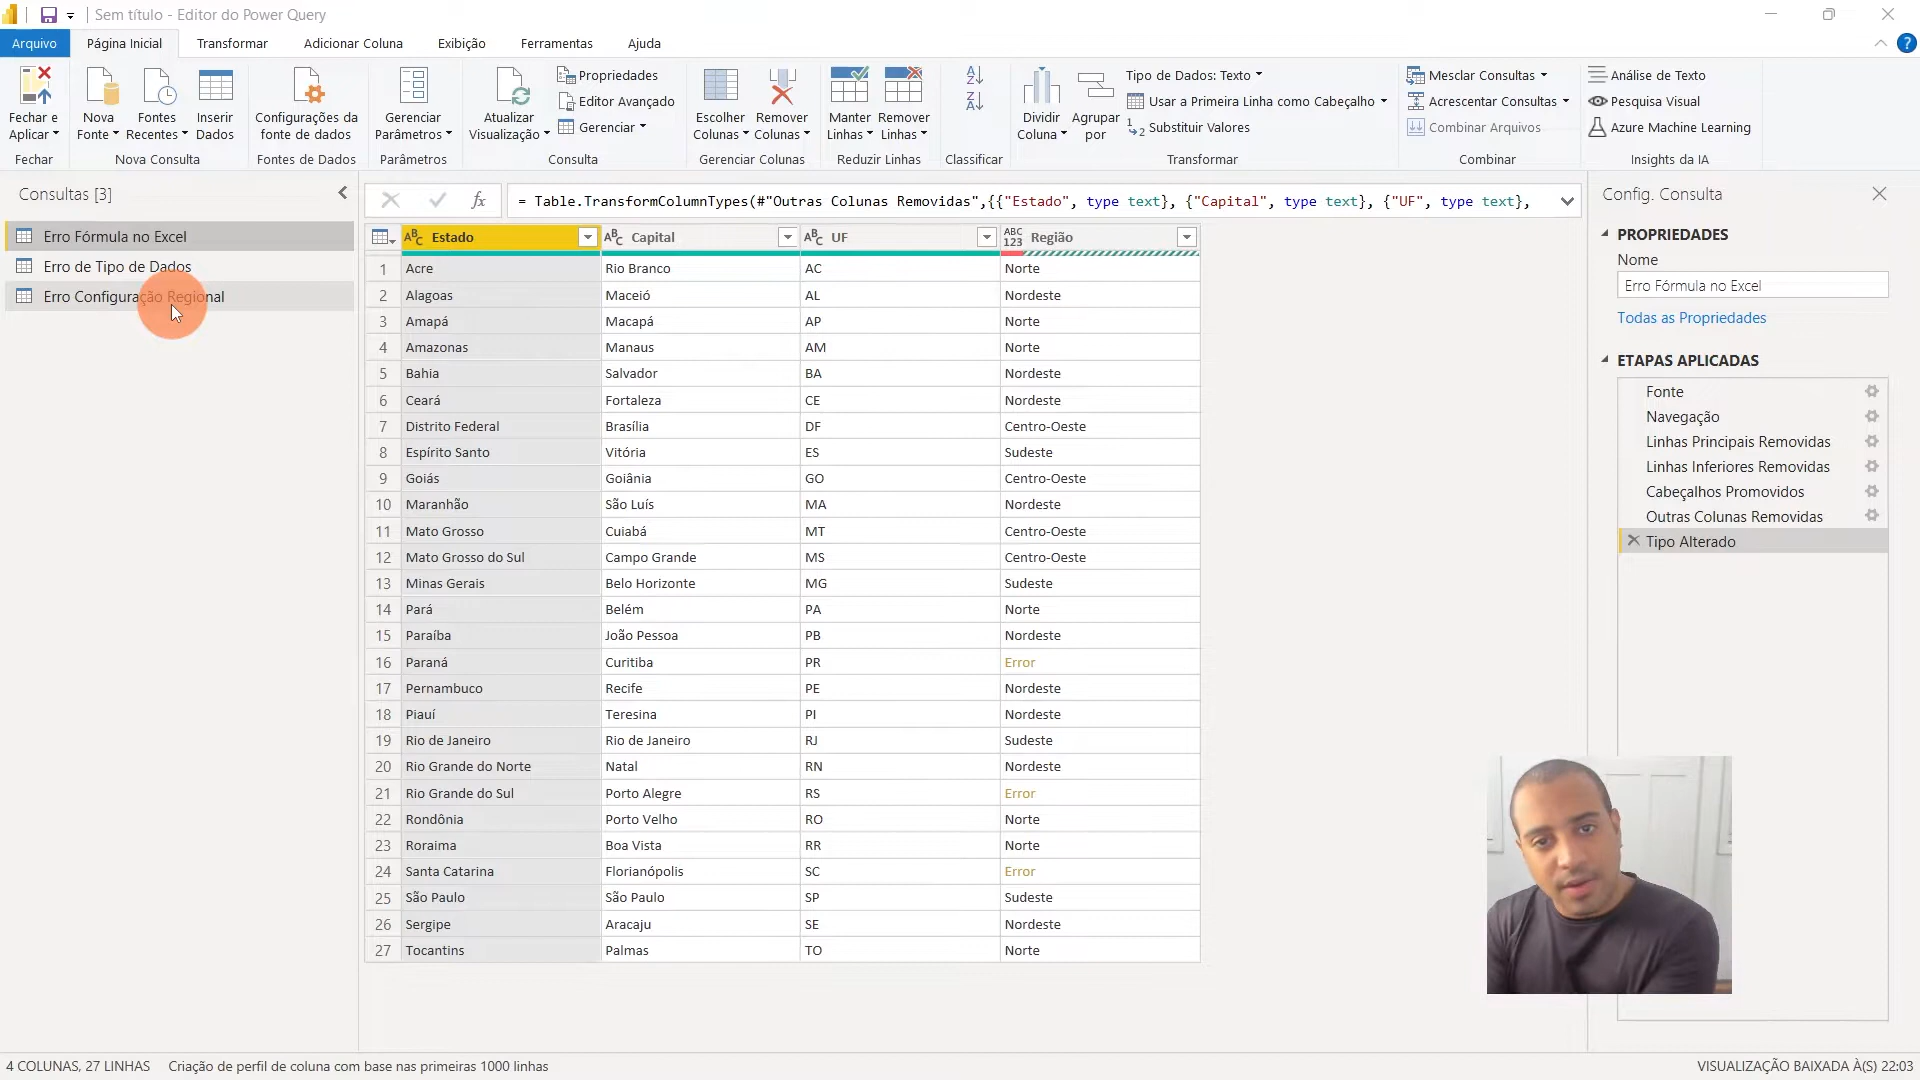 Sem título - Editor do Power Query
Arquivo
Página Inicial
Transformar
Adicionar Coluna
Exibição
Ferramentas
Ajuda
?
Fechar e
Aplicar
Fechar
Nova
Fonte
Fontes
Recentes
Inserir
Dados
Nova Consulta
Configurações da
fonte de dados
Fontes de Dados
Gerenciar
Parâmetros
Parâmetros
Atualizar
Visualização
Propriedades
Editor Avançado
Gerenciar
Consulta
Escolher
Colunas
Remover
Colunas
Gerenciar Colunas
Manter
Linhas
Remover
Linhas
Reduzir Linhas
Classificar
Dividir
Coluna
Agrupar
por
Tipo de Dados: Texto
Usar a Primeira Linha como Cabeçalho
Substituir Valores
Transformar
Mesclar Consultas
Acrescentar Consultas
Combinar Arquivos
Combinar
Análise de Texto
Pesquisa Visual
Azure Machine Learning
Insights da IA
Consultas [3]
Erro Fórmula no Excel
Erro de Tipo de Dados
Erro Configuração Regional
fx = Table.TransformColumnTypes(#"Outras Colunas Removidas",{{"Estado", type text}, {"Capital", type text}, {"UF", type text},
ABC Estado ABC Capital ABC UF ABC 123 Região
1 Acre Rio Branco AC Norte
2 Alagoas Maceió AL Nordeste
3 Amapá Macapá AP Norte
4 Amazonas Manaus AM Norte
5 Bahia Salvador BA Nordeste
6 Ceará Fortaleza CE Nordeste
7 Distrito Federal Brasília DF Centro-Oeste
8 Espírito Santo Vitória ES Sudeste
9 Goiás Goiânia GO Centro-Oeste
10 Maranhão São Luís MA Nordeste
11 Mato Grosso Cuiabá MT Centro-Oeste
12 Mato Grosso do Sul Campo Grande MS Centro-Oeste
13 Minas Gerais Belo Horizonte MG Sudeste
14 Pará Belém PA Norte
15 Paraíba João Pessoa PB Nordeste
16 Paraná Curitiba PR Error
17 Pernambuco Recife PE Nordeste
18 Piauí Teresina PI Nordeste
19 Rio de Janeiro Rio de Janeiro RJ Sudeste
20 Rio Grande do Norte Natal RN Nordeste
21 Rio Grande do Sul Porto Alegre RS Error
22 Rondônia Porto Velho RO Norte
23 Roraima Boa Vista RR Norte
24 Santa Catarina Florianópolis SC Error
25 São Paulo São Paulo SP Sudeste
26 Sergipe Aracaju SE Nordeste
27 Tocantins Palmas TO Norte
Config. Consulta
PROPRIEDADES
Nome
Erro Fórmula no Excel
Todas as Propriedades
ETAPAS APLICADAS
Fonte
Navegação
Linhas Principais Removidas
Linhas Inferiores Removidas
Cabeçalhos Promovidos
Outras Colunas Removidas
Tipo Alterado
4 COLUNAS, 27 LINHAS
Criação de perfil de coluna com base nas primeiras 1000 linhas
VISUALIZAÇÃO BAIXADA À(S) 22:03